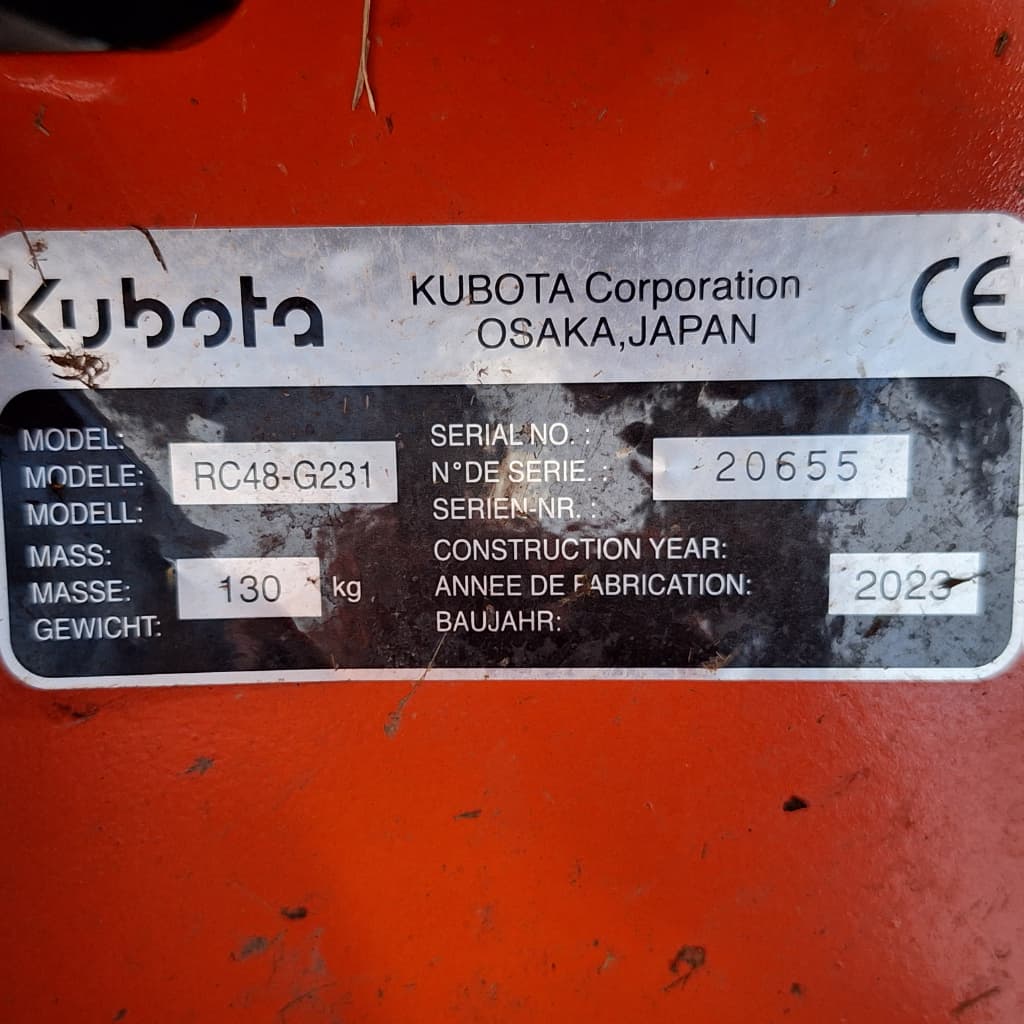 Kubota
KUBOTA Corporation
OSAKA,JAPAN
CE
MODEL:
MODELE: RC48-G231
MODELL:
SERIAL NO. :
N°DE SERIE. : 20655
SERIEN-NR. :
MASS:
MASSE: 130 kg
GEWICHT:
CONSTRUCTION YEAR:
ANNEE DE FABRICATION: 2023
BAUJAHR: